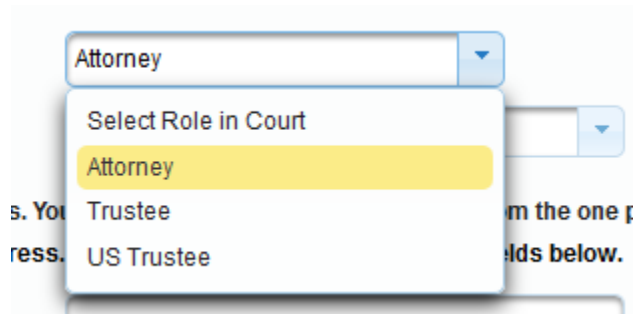 Attorney
Select Role in Court
Attorney
s. You
Trustee
m the one
ress.
US Trustee
elds below.